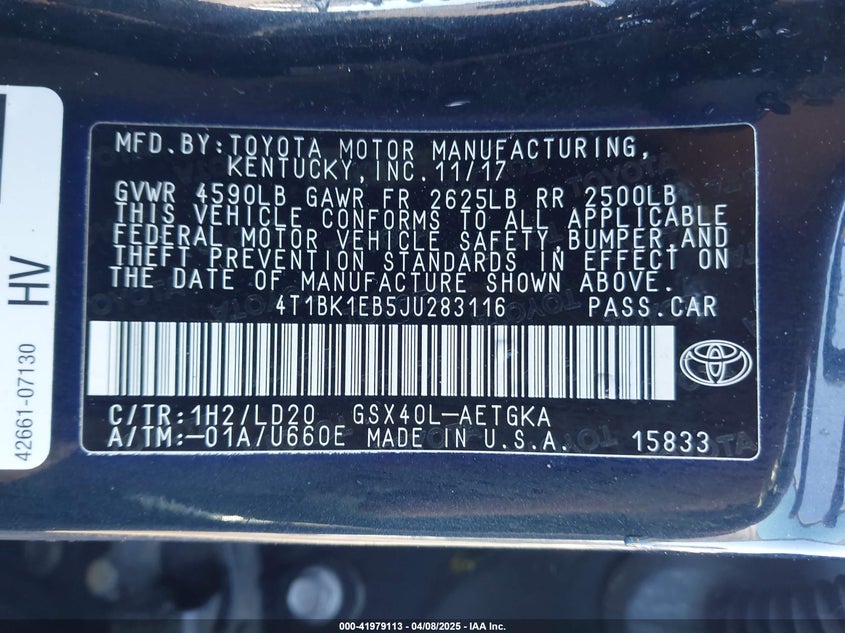 MFD.BY:TOYOTA MOTOR MANUFACTURING,
KENTUCKY,INC.11/17
GVWR 4590LB GAWR FR 2625LB RR 2500LB
THIS VEHICLE CONFORMS TO ALL APPLICABLE
FEDERAL MOTOR VEHICLE SAFETY,BUMPER,AND
THEFT PREVENTION STANDARDS IN EFFECT ON
THE DATE OF MANUFACTURE SHOWN ABOVE.
4T1BK1EB5JU283116 PASS.CAR
C/TR:1H2/LD20 GSX40L-AETGKA
A/TM:-01A/U660E MADE IN U.S.A. 15833
HV
42661-07130
000-41979113 - 04/08/2025 - IAA Inc.